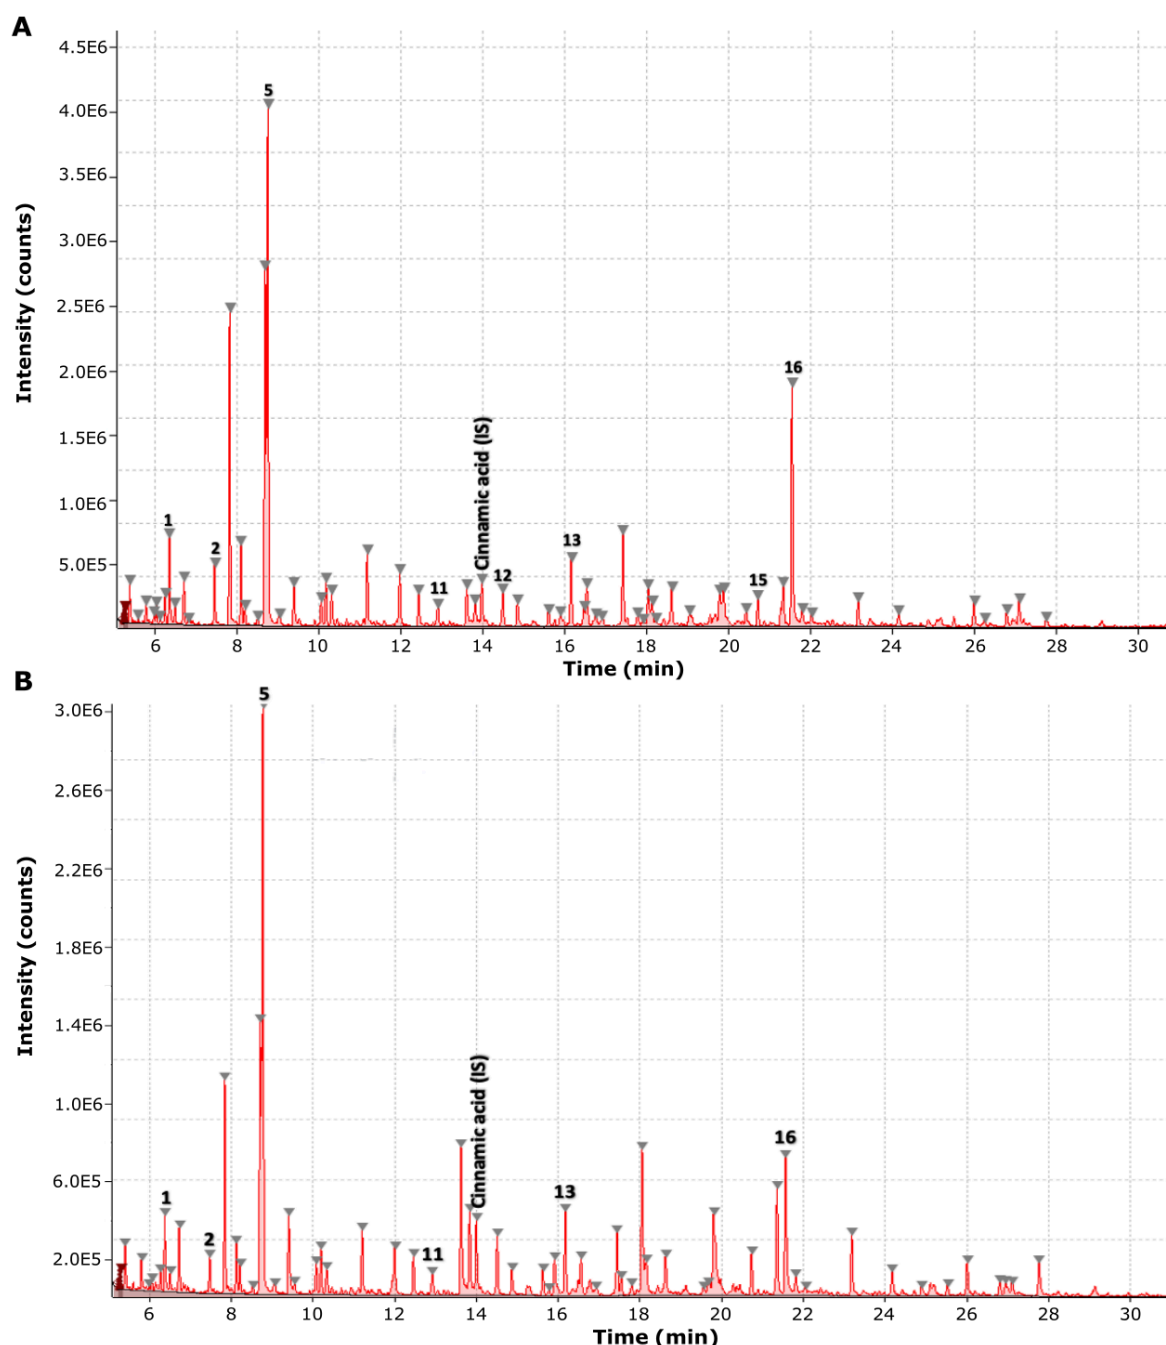 A
4.5E6
4.0E6
3.5E6
3.0E6
2.5E6
2.0E6
1.5E6
1.0E6
5.0E5
Intensity (counts)
5
1
2
11
Cinnamic acid (IS)
12
13
15
16
6 8 10 12 14 16 18 20 22 24 26 28 30
Time (min)
B
3.0E6
2.6E6
2.2E6
1.8E6
1.4E6
1.0E6
6.0E5
2.0E5
Intensity (counts)
5
1
2
11
Cinnamic acid (IS)
13
16
6 8 10 12 14 16 18 20 22 24 26 28 30
Time (min)